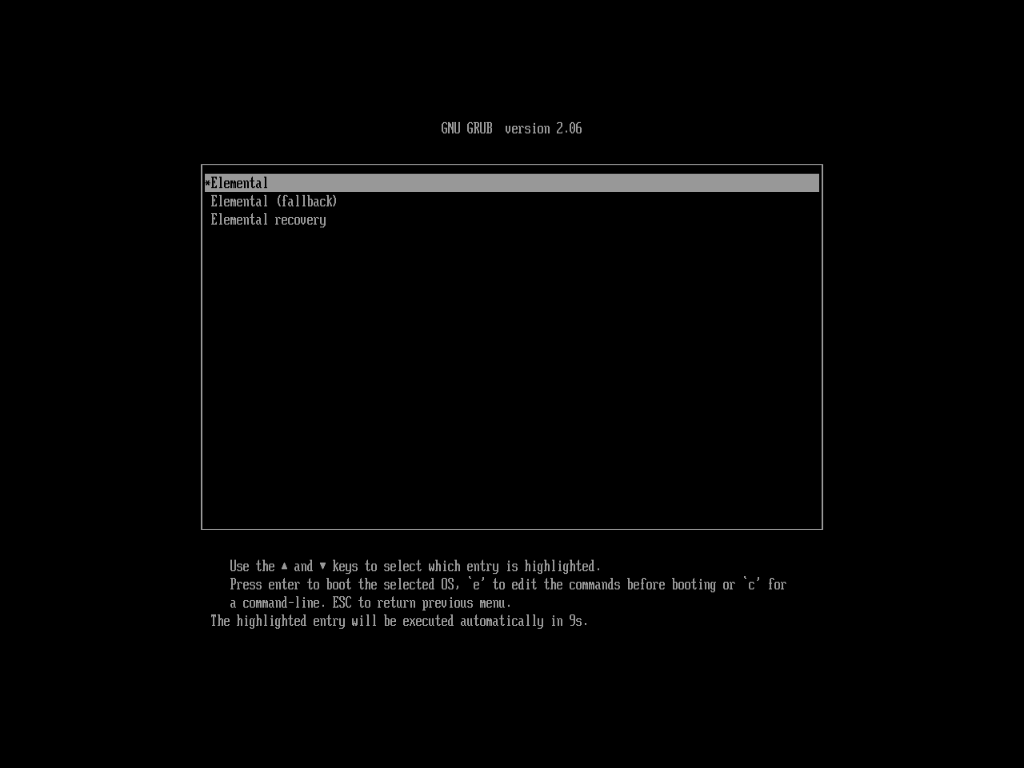 GNU GRUB  version 2.06
*Elemental
Elemental (fallback)
Elemental recovery
Use the ▲ and ▼ keys to select which entry is highlighted.
Press enter to boot the selected OS, `e' to edit the commands before booting or `c' for
a command-line. ESC to return previous menu.
The highlighted entry will be executed automatically in 9s.